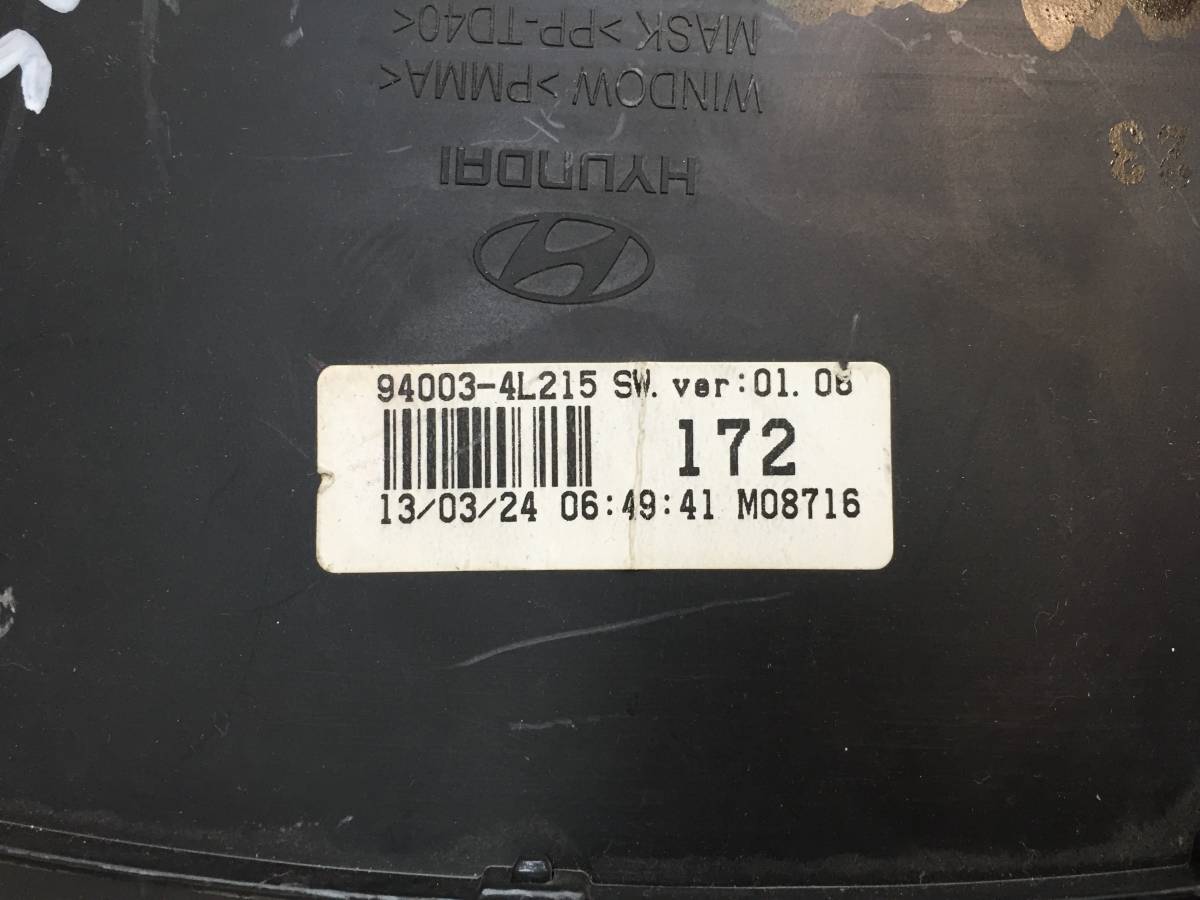 MASK >PP-TD40<
WINDOW >PMMA<
HYUNDAI
23
94003-4L215 SW. ver:01.06
172
13/03/24 06:49:41 M08716